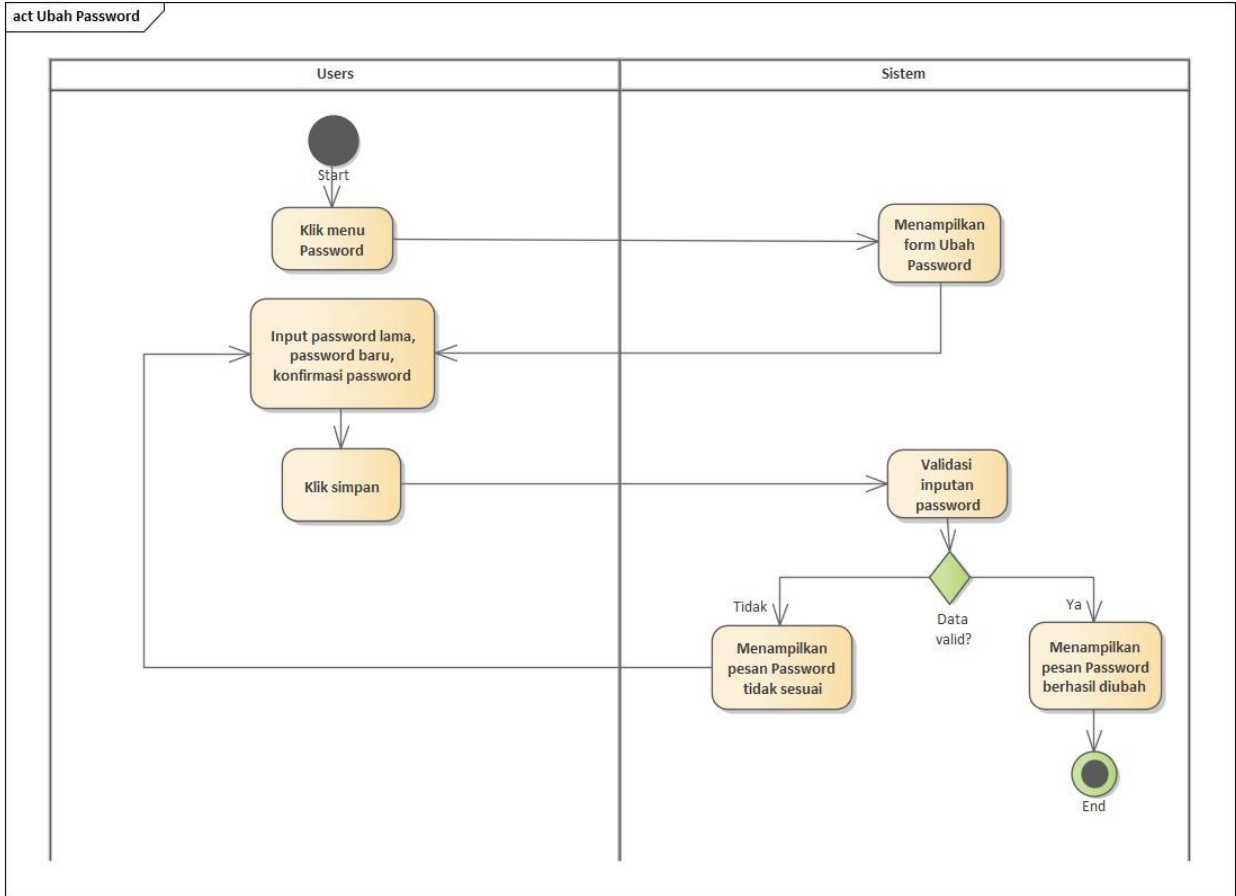 act Ubah Password
Users
Sistem
Start
Klik menu
Password
Menampilkan
form Ubah
Password
Input password lama,
password baru,
konfirmasi password
Klik simpan
Validasi
inputan
password
Data
valid?
Tidak
Ya
Menampilkan
pesan Password
tidak sesuai
Menampilkan
pesan Password
berhasil diubah
End